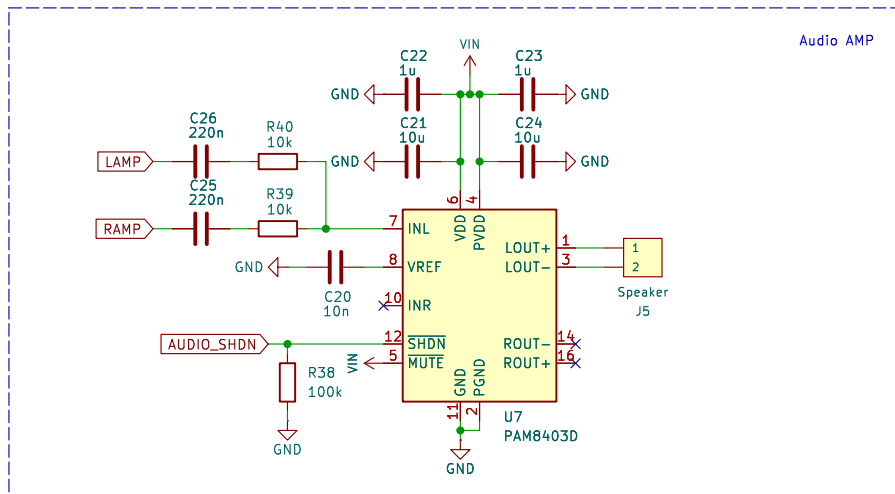 Audio AMP
VIN
C22
1u
GND
C23
1u
GND
C21
10u
GND
C24
10u
GND
C26
220n
R40
10k
LAMP
C25
220n
R39
10k
RAMP
6
4
VDD
PVDD
7
INL
8
VREF
GND
C20
10n
10
INR
AUDIO_SHDN
12
SHDN
VIN
5
MUTE
R38
100k
GND
LOUT+
1
LOUT-
3
1
2
Speaker
J5
ROUT-
14
ROUT+
16
GND
PGND
11
2
U7
PAM8403D
GND